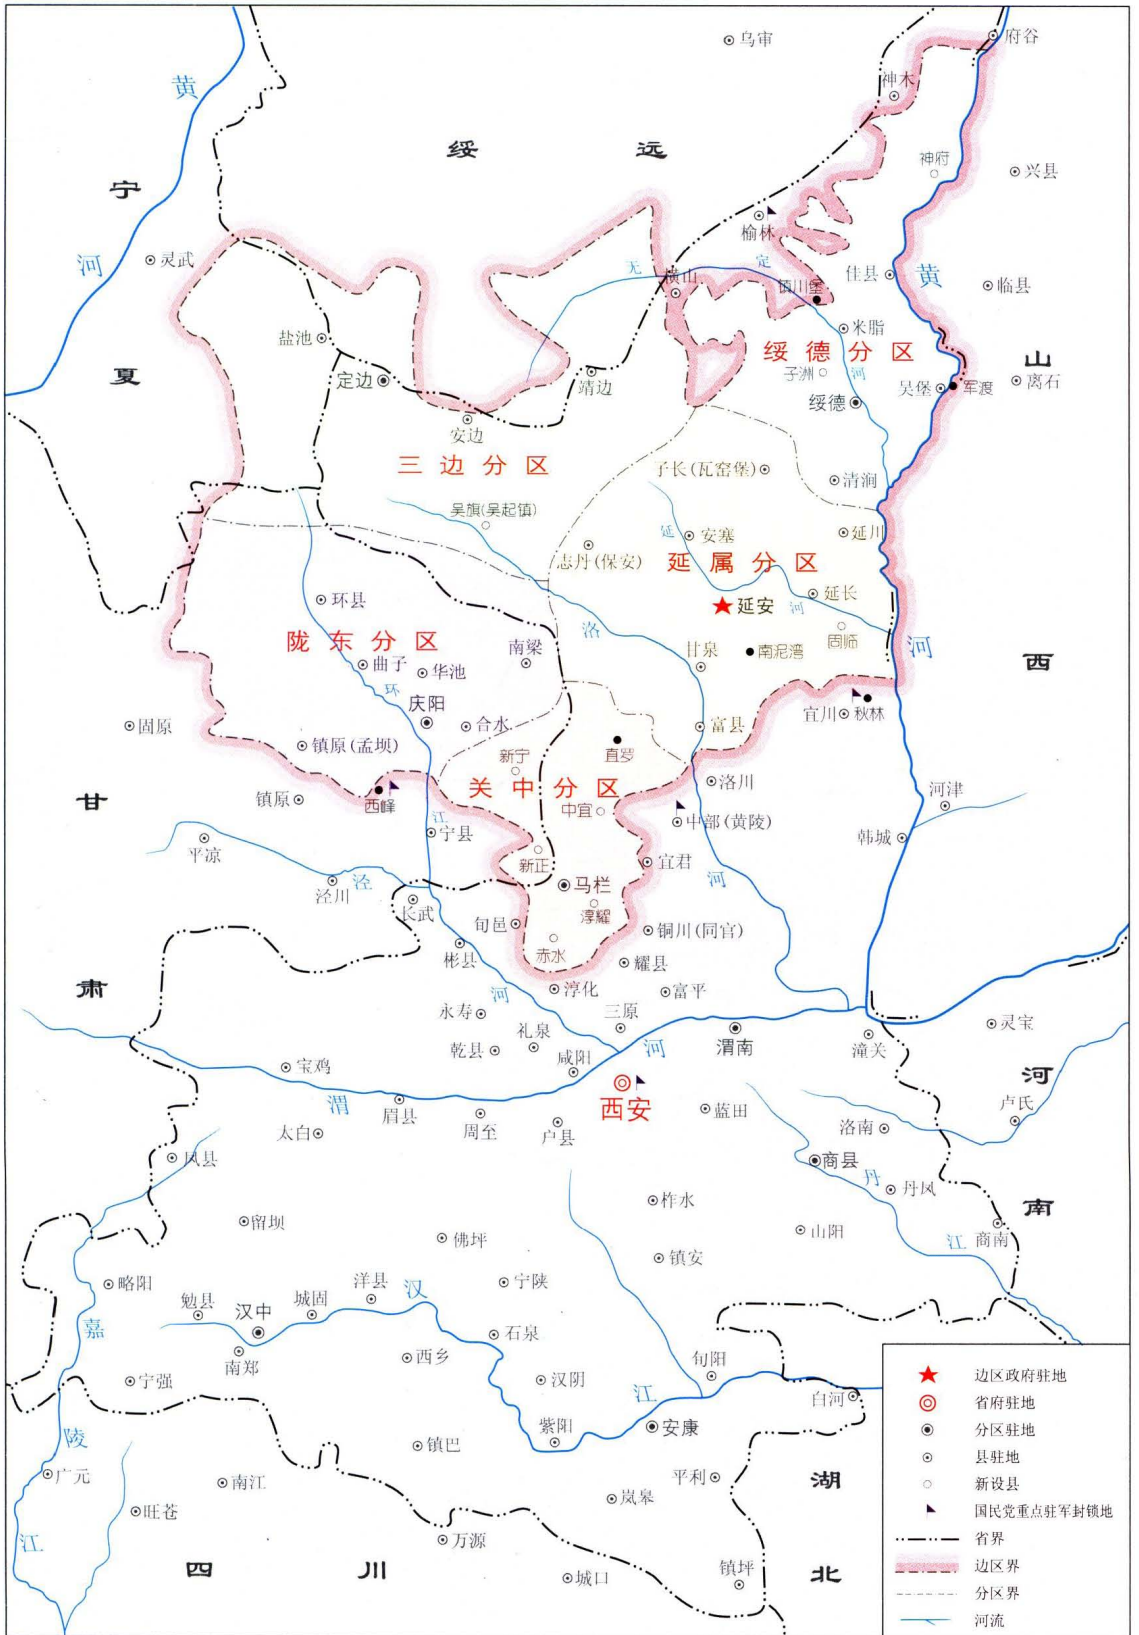 府谷
乌审
黄
神木
绥 远
神府
兴县
宁
榆林
河
灵武
无
定
横山
佳县
黄
临县
镇川堡
盐池
米脂
绥德分区
山
夏
定边
靖边
子洲
河
吴堡
军渡
离石
绥德
安边
三边分区
子长(瓦窑堡)
清涧
吴旗(吴起镇)
延
安塞
延川
志丹(保安)
延属分区
环县
延安
河
延长
洛
固临
陇东分区
南梁
甘泉
南泥湾
河
西
曲子
华池
环
庆阳
合水
宜川
秋林
固原
镇原(孟坝)
富县
新宁
直罗
关中分区
洛川
甘
镇原
西峰
河津
中宜
中部(黄陵)
江
宁县
平凉
韩城
新正
宜君
泾川
泾
马栏
河
长武
淳耀
旬邑
铜川(同官)
彬县
赤水
耀县
肃
淳化
富平
河
永寿
三原
灵宝
礼泉
渭南
乾县
河
潼关
咸阳
宝鸡
河
西安
渭
眉县
蓝田
卢氏
太白
周至
户县
洛南
凤县
商县
丹
丹凤
柞水
南
留坝
山阳
佛坪
江
商南
镇安
略阳
宁陕
洋县
汉
勉县
汉中
城固
嘉
石泉
南郑
西乡
旬阳
宁强
汉阴
江
白河
紫阳
安康
陵
镇巴
广元
南江
平利
湖
岚皋
旺苍
江
万源
四 川
城口
镇坪
北
边区政府驻地
省府驻地
分区驻地
县驻地
新设县
国民党重点驻军封锁地
省界
边区界
分区界
河流